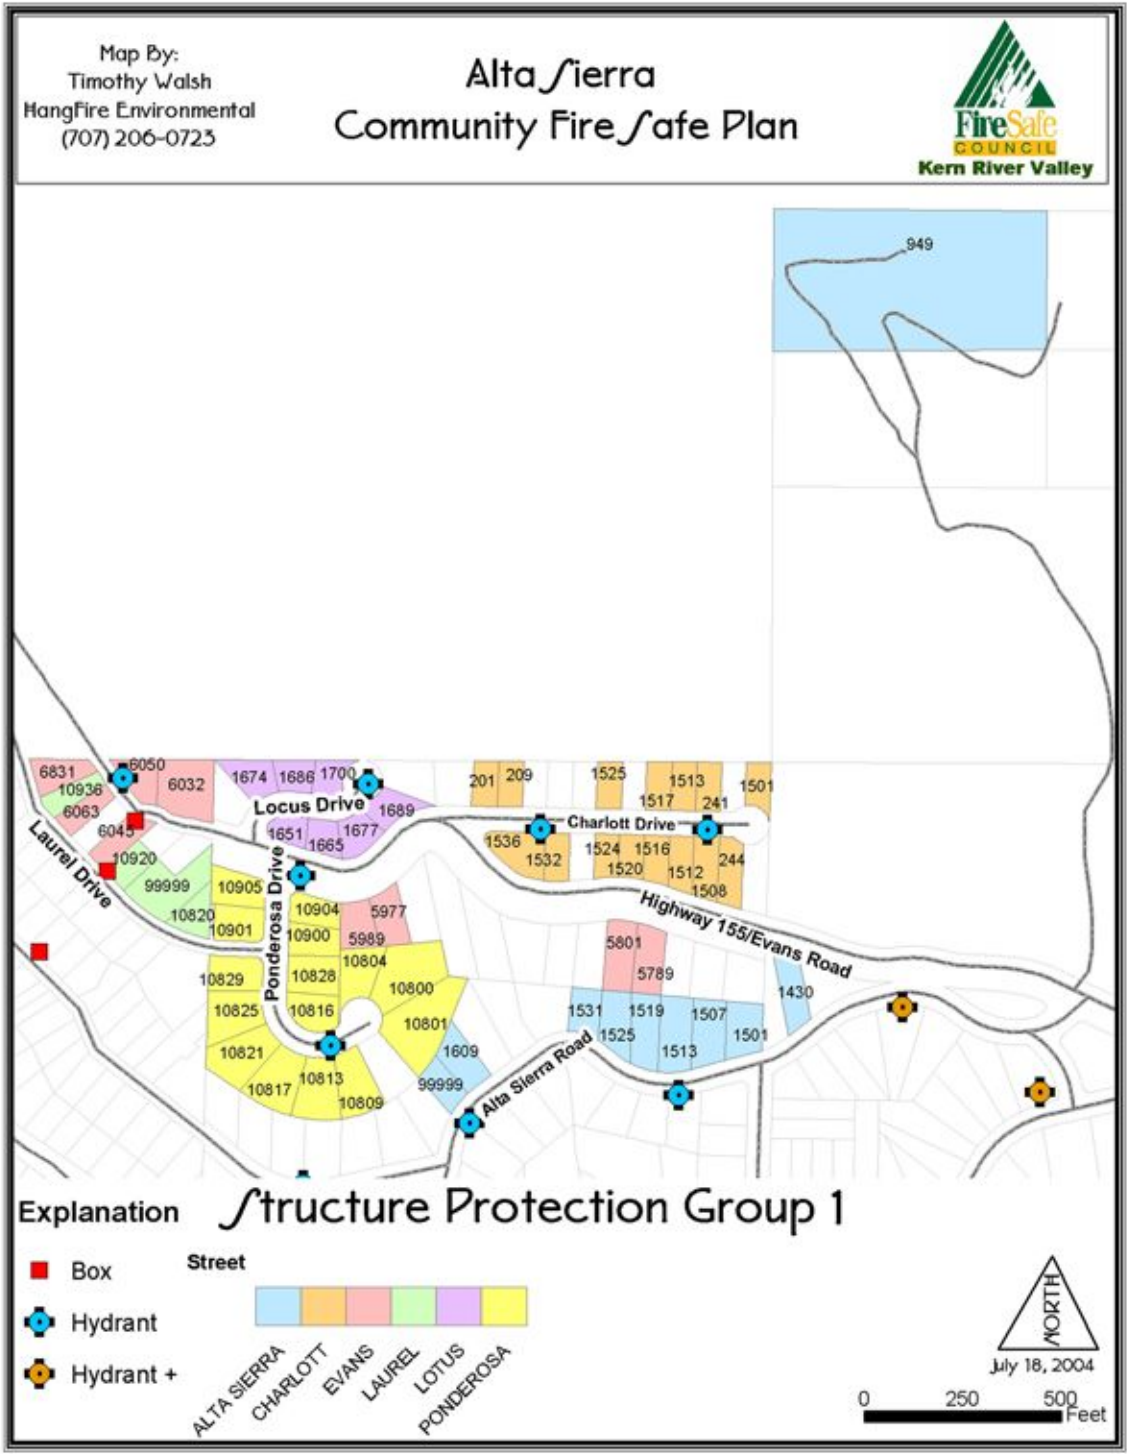 Map By:
Timothy Walsh
HangFire Environmental
(707) 206-0723
Alta Sierra
Community Fire Safe Plan
FireSafe
COUNCIL
Kern River Valley
949
6831
10936
6063
6045
6050
6032
1674
1686
1700
Locus Drive
1689
1651
1665
1677
201
209
1525
1517
1513
241
1501
Charlott Drive
1536
1532
1524
1520
1516
1512
1508
244
Laurel Drive
10920
99999
10820
10905
10901
Ponderosa Drive
10904
10900
5977
5989
10804
Highway 155/Evans Road
5801
5789
1430
10829
10825
10828
10816
10800
10801
10821
10817
10813
10809
1609
99999
1531
1525
1519
1513
1507
1501
Alta Sierra Road
Structure Protection Group 1
Explanation
Box
Hydrant
Hydrant +
Street
ALTA SIERRA
CHARLOTT
EVANS
LAUREL
LOTUS
PONDEROSA
NORTH
July 18, 2004
0 250 500
Feet